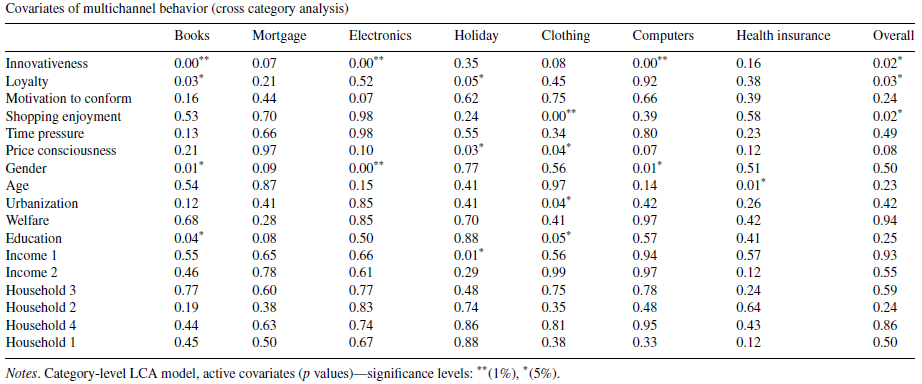 Covariates of multichannel behavior (cross category analysis)
Books Mortgage Electronics Holiday Clothing Computers Health insurance Overall
Innovativeness 0.00** 0.07 0.00** 0.35 0.08 0.00** 0.16 0.02*
Loyalty 0.03* 0.21 0.52 0.05* 0.45 0.92 0.38 0.03*
Motivation to conform 0.16 0.44 0.07 0.62 0.75 0.66 0.39 0.24
Shopping enjoyment 0.53 0.70 0.98 0.24 0.00** 0.39 0.58 0.02*
Time pressure 0.13 0.66 0.98 0.55 0.34 0.80 0.23 0.49
Price consciousness 0.21 0.97 0.10 0.03* 0.04* 0.07 0.12 0.08
Gender 0.01* 0.09 0.00** 0.77 0.56 0.01* 0.51 0.50
Age 0.54 0.87 0.15 0.41 0.97 0.14 0.01* 0.23
Urbanization 0.12 0.41 0.85 0.41 0.04* 0.42 0.26 0.42
Welfare 0.68 0.28 0.85 0.70 0.41 0.97 0.42 0.94
Education 0.04* 0.08 0.50 0.88 0.05* 0.57 0.41 0.25
Income 1 0.55 0.65 0.66 0.01* 0.56 0.94 0.57 0.93
Income 2 0.46 0.78 0.61 0.29 0.99 0.97 0.12 0.55
Household 3 0.77 0.60 0.77 0.48 0.75 0.78 0.24 0.59
Household 2 0.19 0.38 0.83 0.74 0.35 0.48 0.64 0.24
Household 4 0.44 0.63 0.74 0.86 0.81 0.95 0.43 0.86
Household 1 0.45 0.50 0.67 0.88 0.38 0.33 0.12 0.50
Notes. Category-level LCA model, active covariates (p values)—significance levels: **(1%), *(5%).